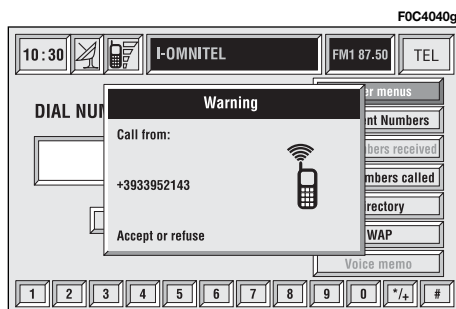 F0C4040g
10:30 I-OMNITEL FM1 87.50 TEL
DIAL NUM
Warning
Call from:
+3933952143
Accept or refuse
er menus
ent Numbers
bers received
mbers called
rectory
WAP
Voice memo
1 2 3 4 5 6 7 8 9 0 */+ #